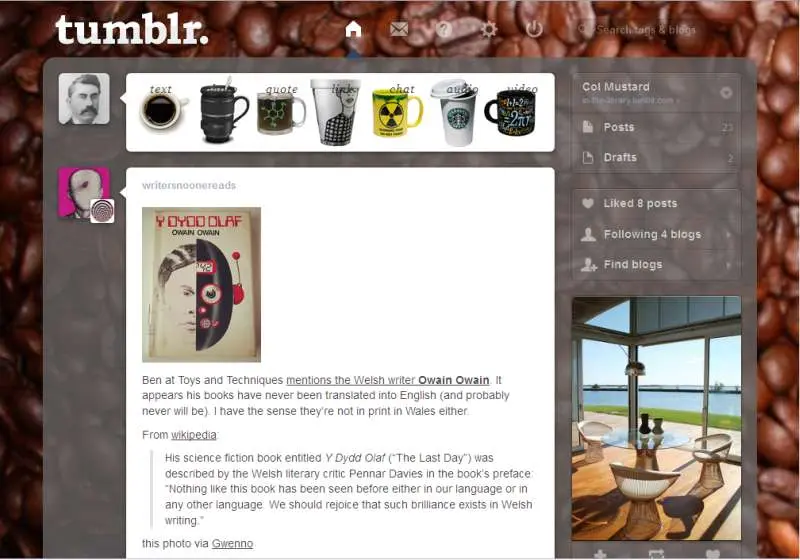 tumblr.
Search tags & blogs
text
photo
quote
link
chat
audio
video
Col Mustard
Posts 23
Drafts 2
Liked 8 posts
Following 4 blogs
Find blogs
writersnoonereads
Y DYDD OLAF
OWAIN OWAIN
Ben at Toys and Techniques mentions the Welsh writer Owain Owain. It
appears his books have never been translated into English (and probably
never will be). I have the sense they're not in print in Wales either.
From wikipedia:
His science fiction book entitled Y Dydd Olaf ("The Last Day") was
described by the Welsh literary critic Pennar Davies in the book's preface:
"Nothing like this book has been seen before either in our language or in
any other language. We should rejoice that such brilliance exists in Welsh
writing."
this photo via Gwenno